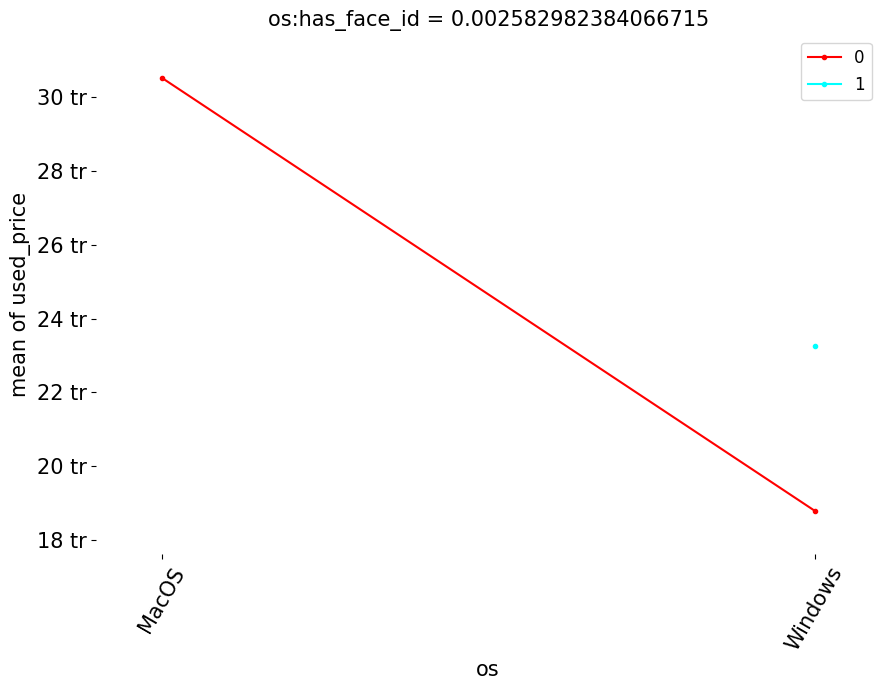 os:has_face_id = 0.002582982384066715
0
1
mean of used_price
30 tr
28 tr
26 tr
24 tr
22 tr
20 tr
18 tr
MacOS
Windows
os